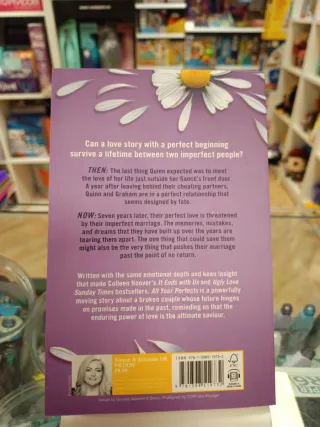 Can a love story with a perfect beginning
survive a lifetime between two imperfect people?
THEN: The last thing Quinn expected was to meet
the love of her life just outside her fiancé's front door.
A year after leaving behind their cheating partners,
Quinn and Graham are in a perfect relationship that
seems designed by fate.
NOW: Seven years later, their perfect love is threatened
by their imperfect marriage. The memories, mistakes,
and dreams that they have built up over the years are
tearing them apart. The one thing that could save them
might also be the very thing that pushes their marriage
past the point of no return.
Written with the same emotional depth and keen insight
that made Colleen Hoover's It Ends with Us and Ugly Love
Sunday Times bestsellers, All Your Perfects is a powerfully
moving story about a broken couple whose future hinges
on promises made in the past, reminding us that the
enduring power of love is the ultimate saviour.
Simon & Schuster UK
FICTION
ISBN
FSC